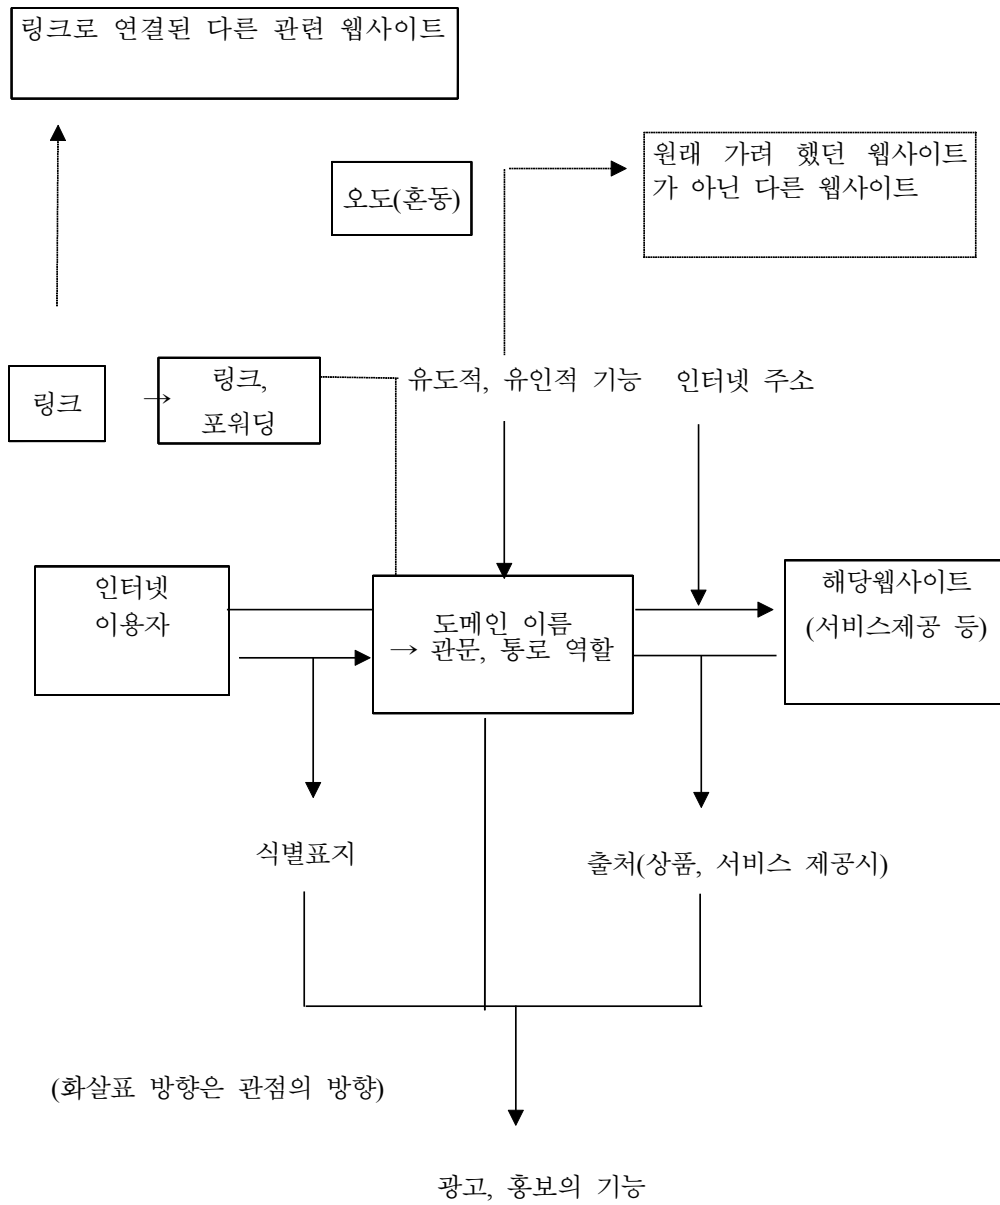 링크로 연결된 다른 관련 웹사이트
원래 가려 했던 웹사이트
가 아닌 다른 웹사이트
오도(혼동)
링크
→
링크,
포워딩
유도적, 유인적 기능
인터넷 주소
인터넷
이용자
도메인 이름
→ 관문, 통로 역할
해당웹사이트
(서비스제공 등)
식별표지
출처(상품, 서비스 제공시)
(화살표 방향은 관점의 방향)
광고, 홍보의 기능